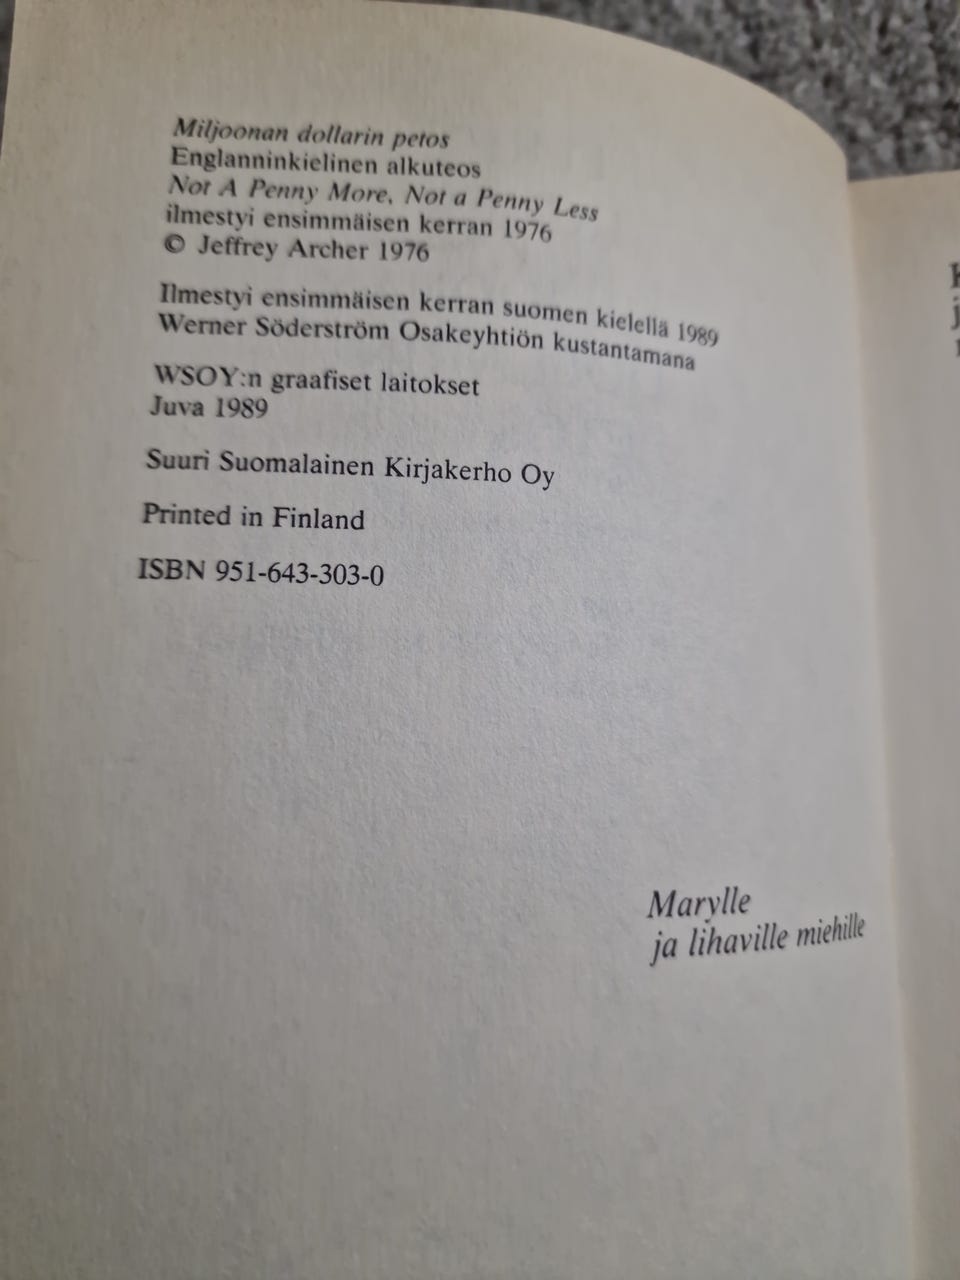 Miljoonan dollarin petos
Englanninkielinen alkuteos
Not A Penny More, Not a Penny Less
ilmestyi ensimmäisen kerran 1976
© Jeffrey Archer 1976
Ilmestyi ensimmäisen kerran suomen kielellä 1989
Werner Söderström Osakeyhtiön kustantamana
WSOY:n graafiset laitokset
Juva 1989
Suuri Suomalainen Kirjakerho Oy
Printed in Finland
ISBN 951-643-303-0
Marylle
ja lihaville miehille